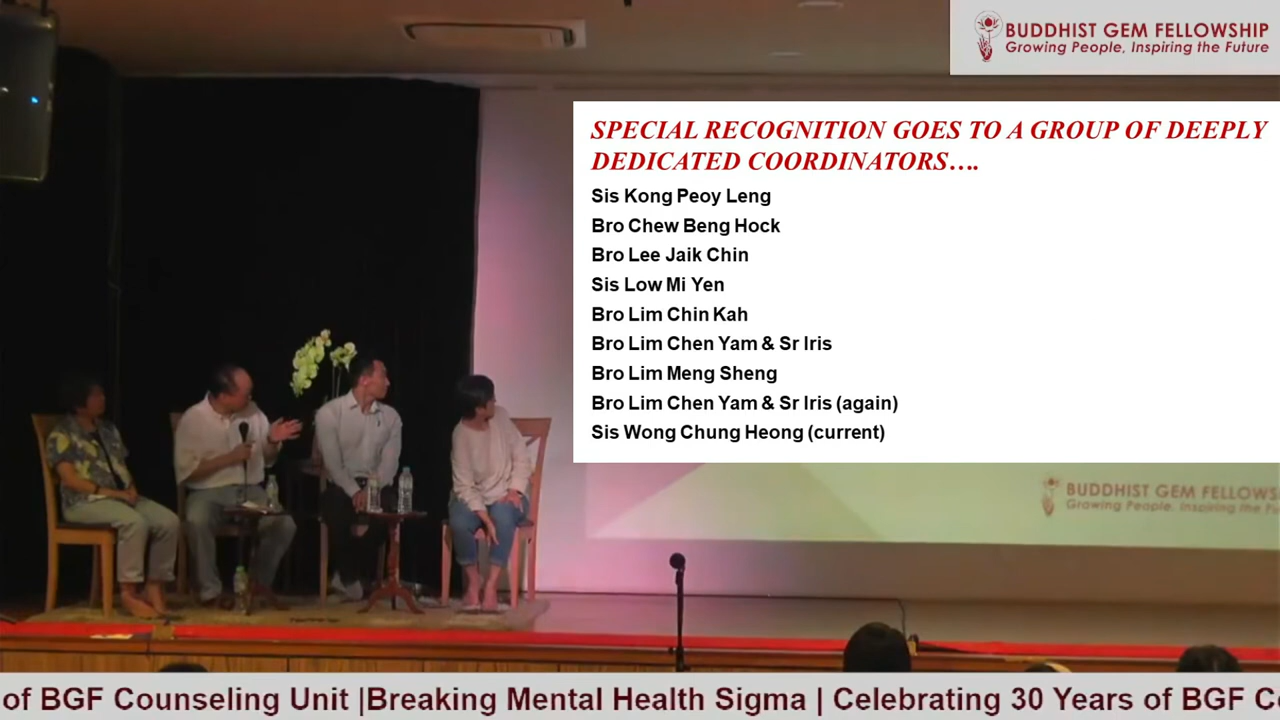 BUDDHIST GEM FELLOWSHIP
Growing People, Inspiring the Future
SPECIAL RECOGNITION GOES TO A GROUP OF DEEPLY
DEDICATED COORDINATORS….
Sis Kong Peoy Leng
Bro Chew Beng Hock
Bro Lee Jaik Chin
Sis Low Mi Yen
Bro Lim Chin Kah
Bro Lim Chen Yam & Sr Iris
Bro Lim Meng Sheng
Bro Lim Chen Yam & Sr Iris (again)
Sis Wong Chung Heong (current)
BUDDHIST GEM FELLOWS
Growing People, Inspiring the Fu
of BGF Counseling Unit |Breaking Mental Health Sigma | Celebrating 30 Years of BGF C